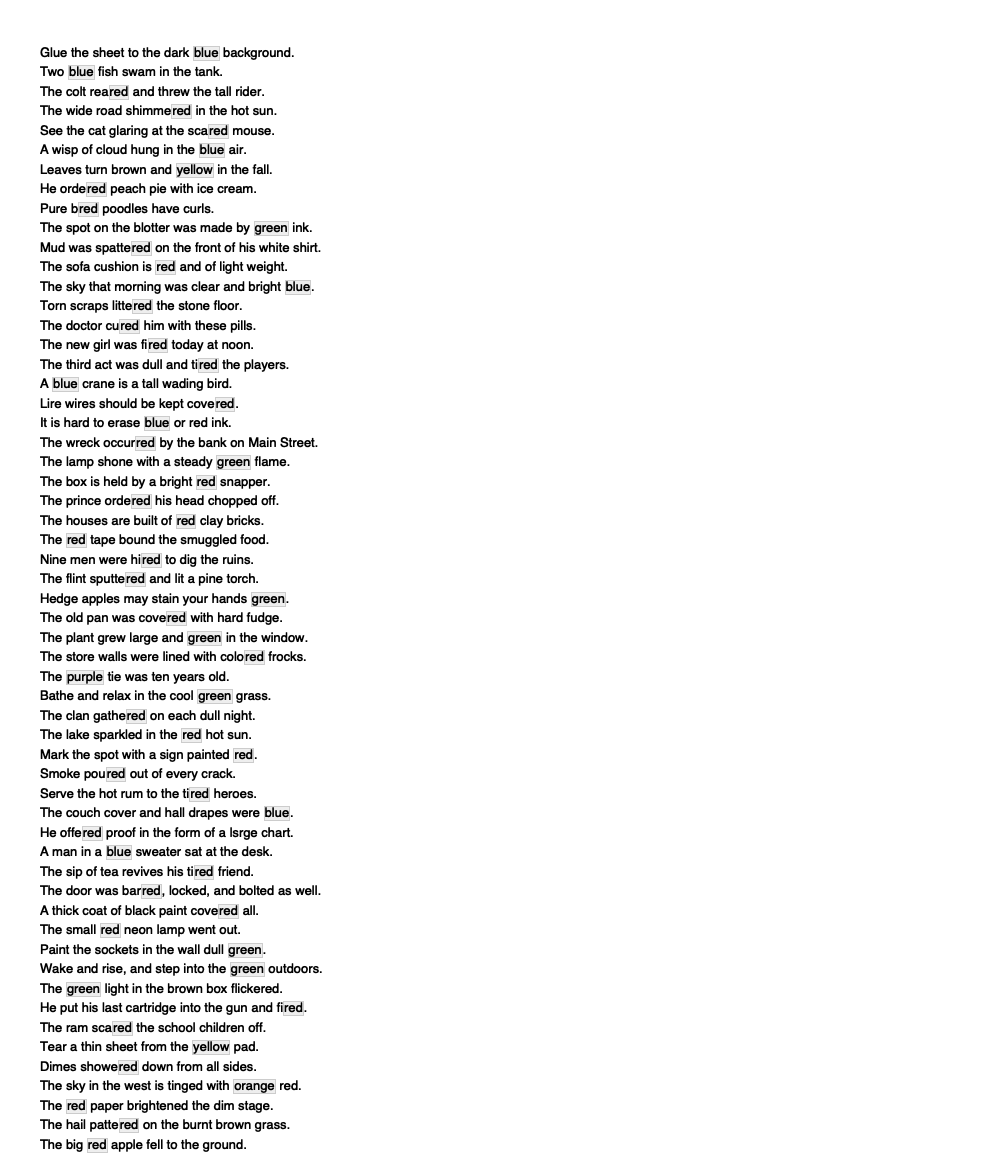 Glue the sheet to the dark blue background.
Two blue fish swam in the tank.
The colt reared and threw the tall rider.
The wide road shimmered in the hot sun.
See the cat glaring at the scared mouse.
A wisp of cloud hung in the blue air.
Leaves turn brown and yellow in the fall.
He ordered peach pie with ice cream.
Pure bred poodles have curls.
The spot on the blotter was made by green ink.
Mud was spattered on the front of his white shirt.
The sofa cushion is red and of light weight.
The sky that morning was clear and bright blue.
Torn scraps littered the stone floor.
The doctor cured him with these pills.
The new girl was fired today at noon.
The third act was dull and tired the players.
A blue crane is a tall wading bird.
Lire wires should be kept covered.
It is hard to erase blue or red ink.
The wreck occurred by the bank on Main Street.
The lamp shone with a steady green flame.
The box is held by a bright red snapper.
The prince ordered his head chopped off.
The houses are built of red clay bricks.
The red tape bound the smuggled food.
Nine men were hired to dig the ruins.
The flint sputtered and lit a pine torch.
Hedge apples may stain your hands green.
The old pan was covered with hard fudge.
The plant grew large and green in the window.
The store walls were lined with colored frocks.
The purple tie was ten years old.
Bathe and relax in the cool green grass.
The clan gathered on each dull night.
The lake sparkled in the red hot sun.
Mark the spot with a sign painted red.
Smoke poured out of every crack.
Serve the hot rum to the tired heroes.
The couch cover and hall drapes were blue.
He offered proof in the form of a lsrge chart.
A man in a blue sweater sat at the desk.
The sip of tea revives his tired friend.
The door was barred, locked, and bolted as well.
A thick coat of black paint covered all.
The small red neon lamp went out.
Paint the sockets in the wall dull green.
Wake and rise, and step into the green outdoors.
The green light in the brown box flickered.
He put his last cartridge into the gun and fired.
The ram scared the school children off.
Tear a thin sheet from the yellow pad.
Dimes showered down from all sides.
The sky in the west is tinged with orange red.
The red paper brightened the dim stage.
The hail pattered on the burnt brown grass.
The big red apple fell to the ground.